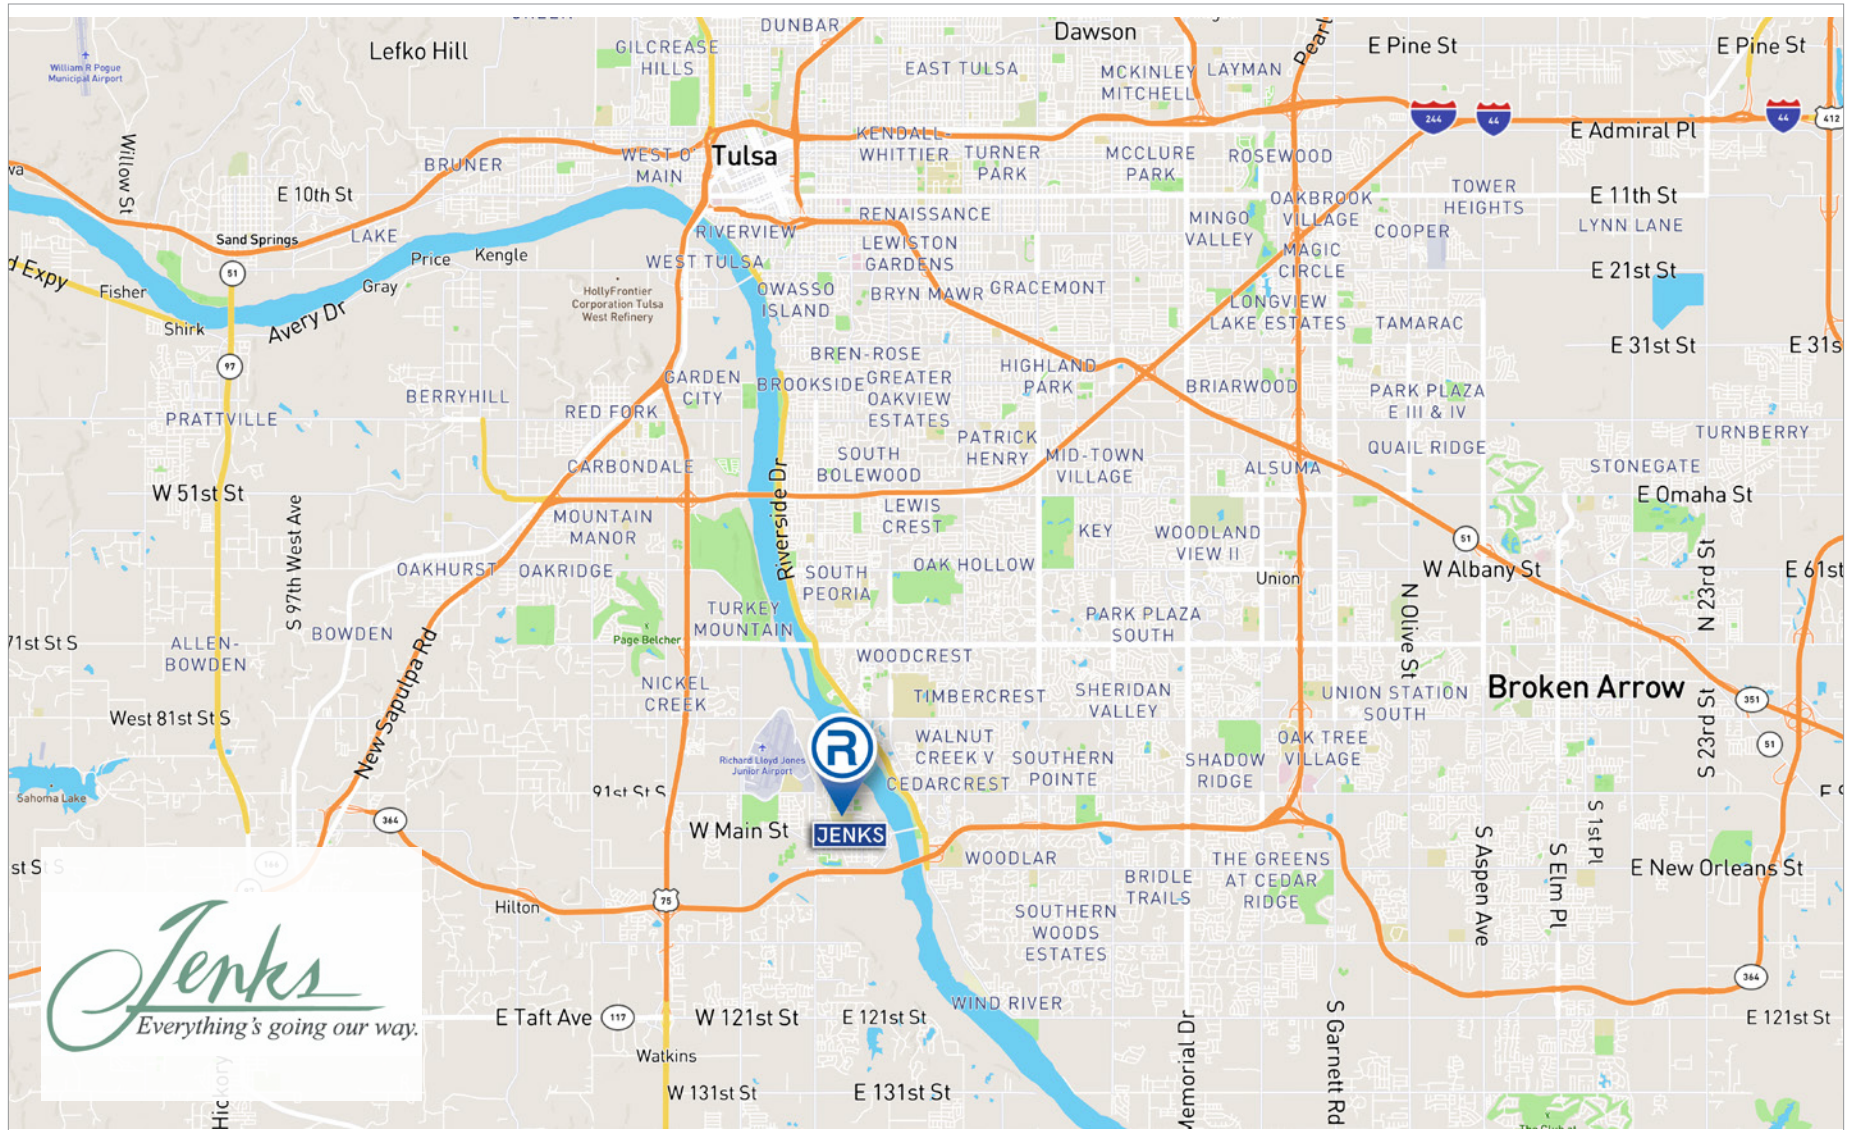 GILCREASE
HILLS
DUNBAR
Dawson
Lefko Hill
William R Pogue
Municipal Airport
EAST TULSA
MCKINLEY
MITCHELL
LAYMAN
Pearl
E Pine St
E Pine St
244
44
44
412
E Admiral Pl
Willow St
BRUNER
WEST O
MAIN
Tulsa
KENDALL-
WHITTIER
TURNER
PARK
MCCLURE
PARK
ROSEWOOD
E 10th St
TOWER
HEIGHTS
E 11th St
LYNN LANE
OAKBROOK
VILLAGE
COOPER
RENAISSANCE
MINGO
VALLEY
LAKE
Sand Springs
RIVERVIEW
LEWISTON
GARDENS
MAGIC
CIRCLE
Price
Kengle
WEST TULSA
51
d Expy
Fisher
Gray
Shirk
Avery Dr
HollyFrontier
Corporation Tulsa
West Refinery
OWASSO
ISLAND
BRYN MAWR
GRACEMONT
E 21st St
LONGVIEW
LAKE ESTATES
TAMARAC
E 31st St
E 31s
97
BREN-ROSE
HIGHLAND
PARK
GARDEN
CITY
BROOKSIDE
GREATER
OAKVIEW
ESTATES
BRIARWOOD
PARK PLAZA
E III & IV
BERRYHILL
RED FORK
PRATTVILLE
TURNBERRY
PATRICK
HENRY
QUAIL RIDGE
SOUTH
BOLEWOOD
MID-TOWN
VILLAGE
ALSUMA
STONEGATE
CARBONDALE
W 51st St
E Omaha St
S 97th West Ave
Riverside Dr
MOUNTAIN
MANOR
LEWIS
CREST
KEY
WOODLAND
VIEW II
51
OAKHURST
OAKRIDGE
SOUTH
PEORIA
OAK HOLLOW
Union
W Albany St
N 23rd St
E 61st
N Olive St
TURKEY
MOUNTAIN
PARK PLAZA
SOUTH
BOWDEN
Page Belcher
71st St S
ALLEN-
BOWDEN
New Sapulpa Rd
WOODCREST
NICKEL
CREEK
TIMBERCREST
SHERIDAN
VALLEY
UNION STATION
SOUTH
Broken Arrow
351
S 23rd St
51
West 81st St S
R
WALNUT
CREEK V
SOUTHERN
POINTE
SHADOW
RIDGE
OAK TREE
VILLAGE
Richard Lloyd Jones
Junior Airport
CEDARCREST
Sahoma Lake
91st St S
364
W Main St
JENKS
S 1st Pl
S Aspen Ave
S Elm Pl
st St S
166
WOODLAR
BRIDLE
TRAILS
THE GREENS
AT CEDAR
RIDGE
E New Orleans St
Hilton
75
SOUTHERN
WOODS
ESTATES
Jenks
Everything's going our way.
364
WIND RIVER
E Taft Ave
117
W 121st St
E 121st St
E 121st St
Memorial Dr
S Garnett Rd
Watkins
W 131st St
E 131st St
Hickory